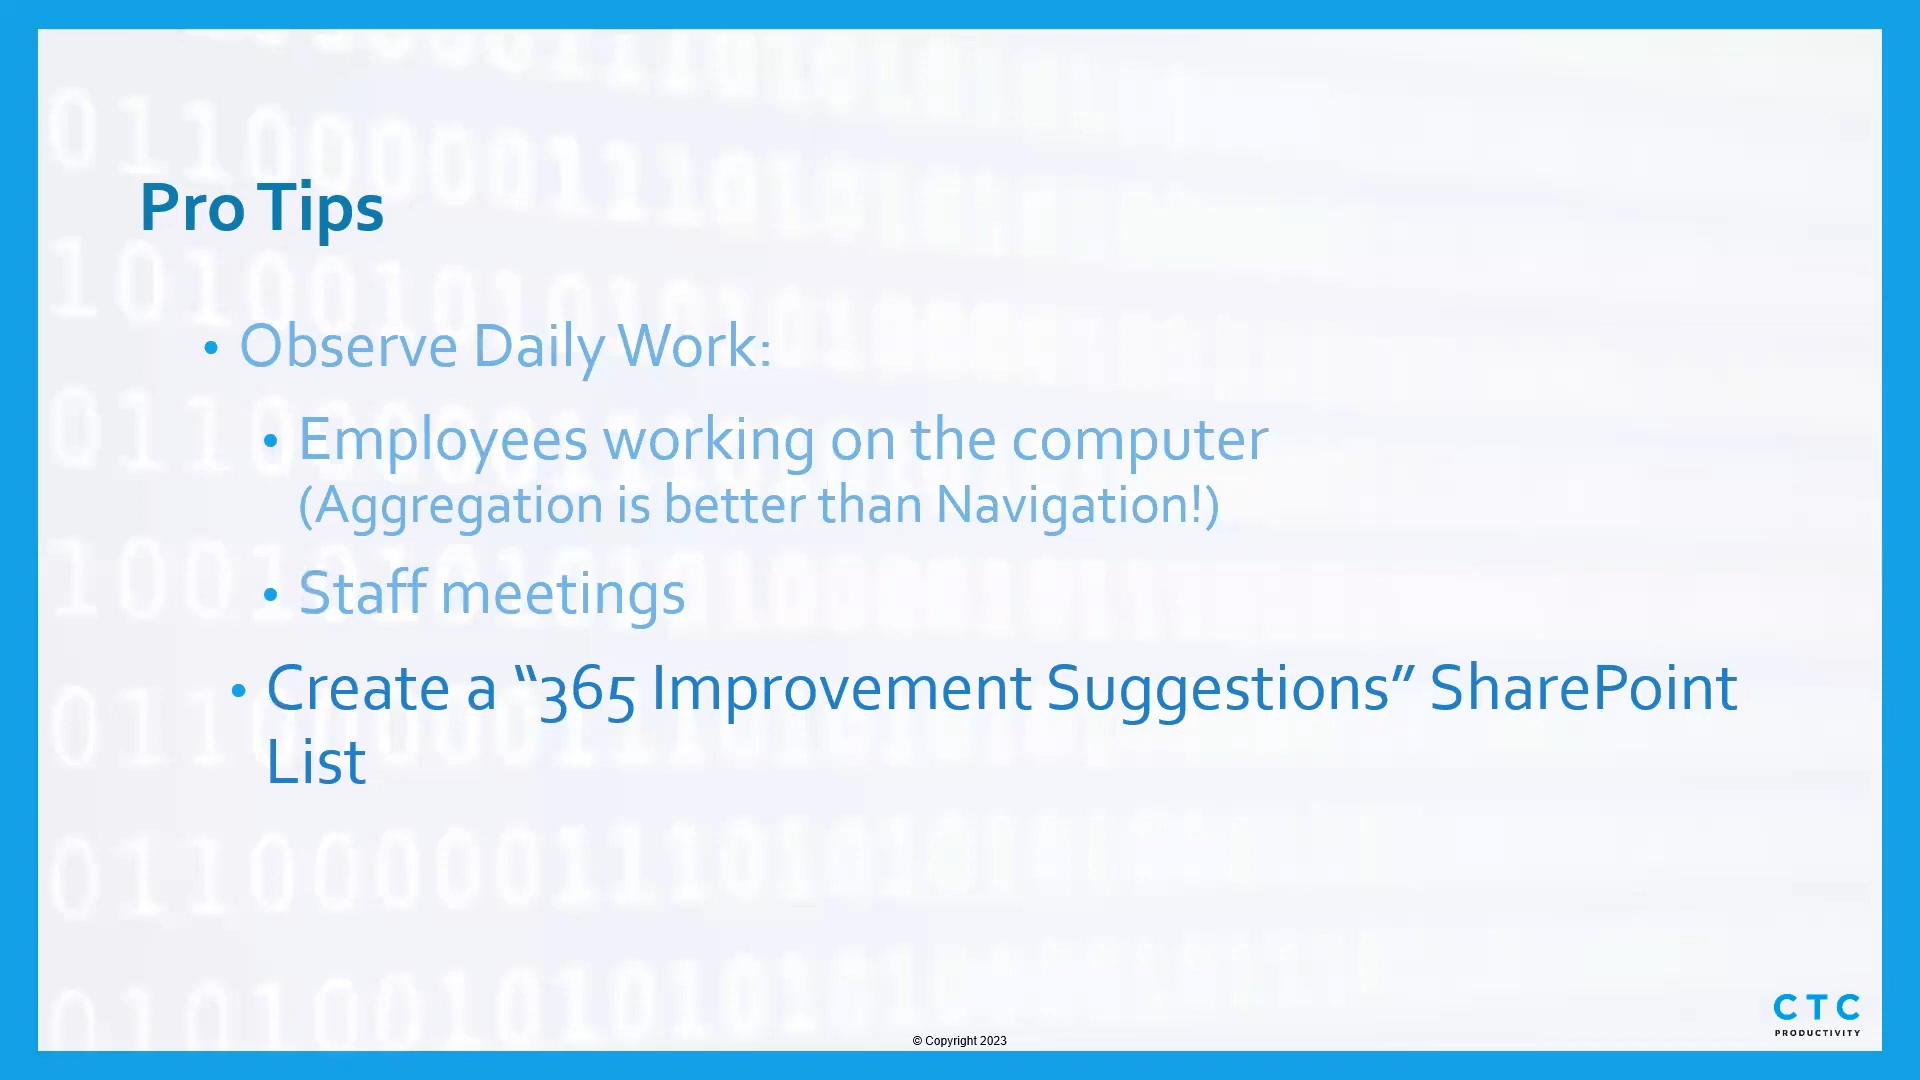 Pro Tips
• Observe Daily Work:
• Employees working on the computer
(Aggregation is better than Navigation!)
• Staff meetings
• Create a “365 Improvement Suggestions” SharePoint
List
CTC
PRODUCTIVITY
© Copyright 2023